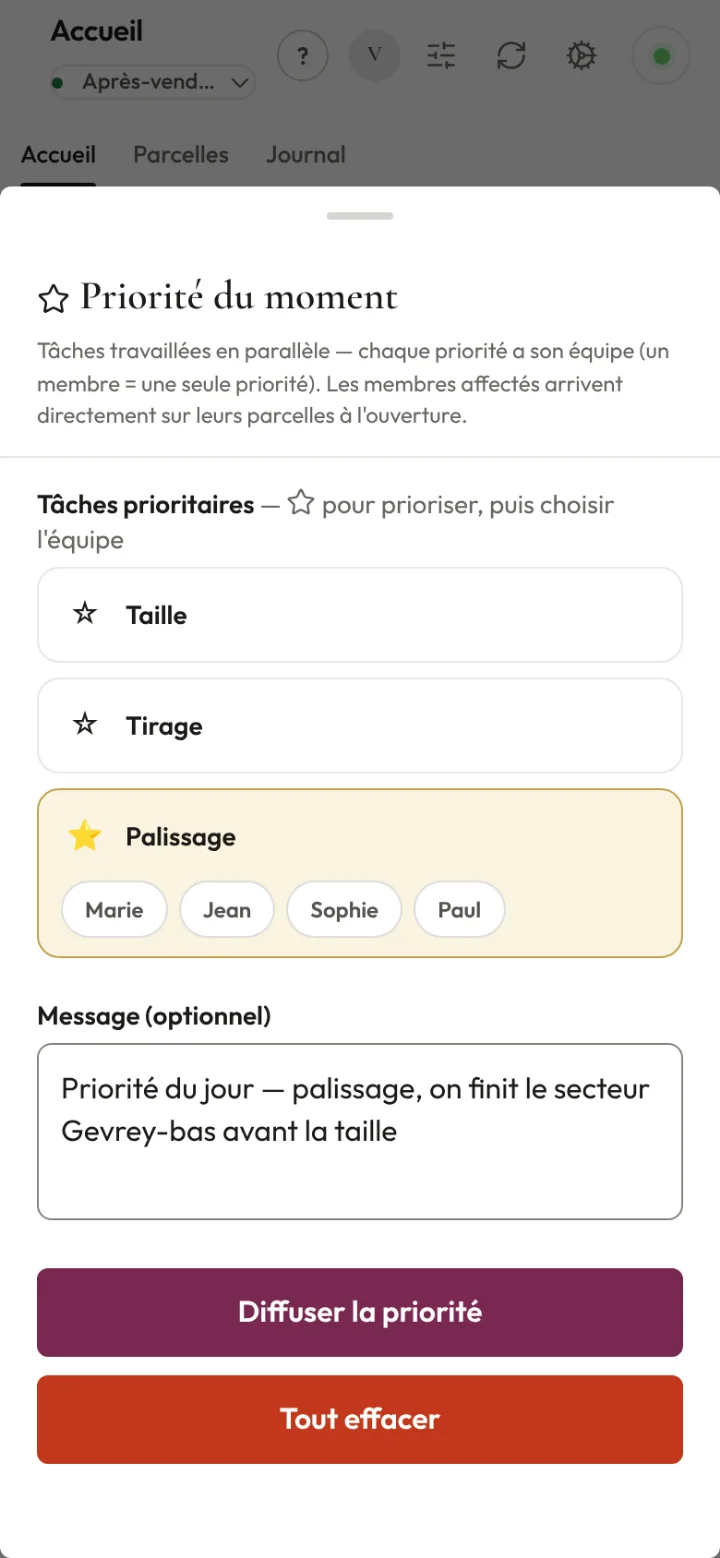 Accueil
?
V
Après-vend...
Accueil
Parcelles
Journal
Priorité du moment
Tâches travaillées en parallèle — chaque priorité a son équipe (un
membre = une seule priorité). Les membres affectés arrivent
directement sur leurs parcelles à l'ouverture.
Tâches prioritaires — ☆ pour prioriser, puis choisir
l'équipe
Taille
Tirage
Palissage
Marie
Jean
Sophie
Paul
Message (optionnel)
Priorité du jour — palissage, on finit le secteur
Gevrey-bas avant la taille
Diffuser la priorité
Tout effacer